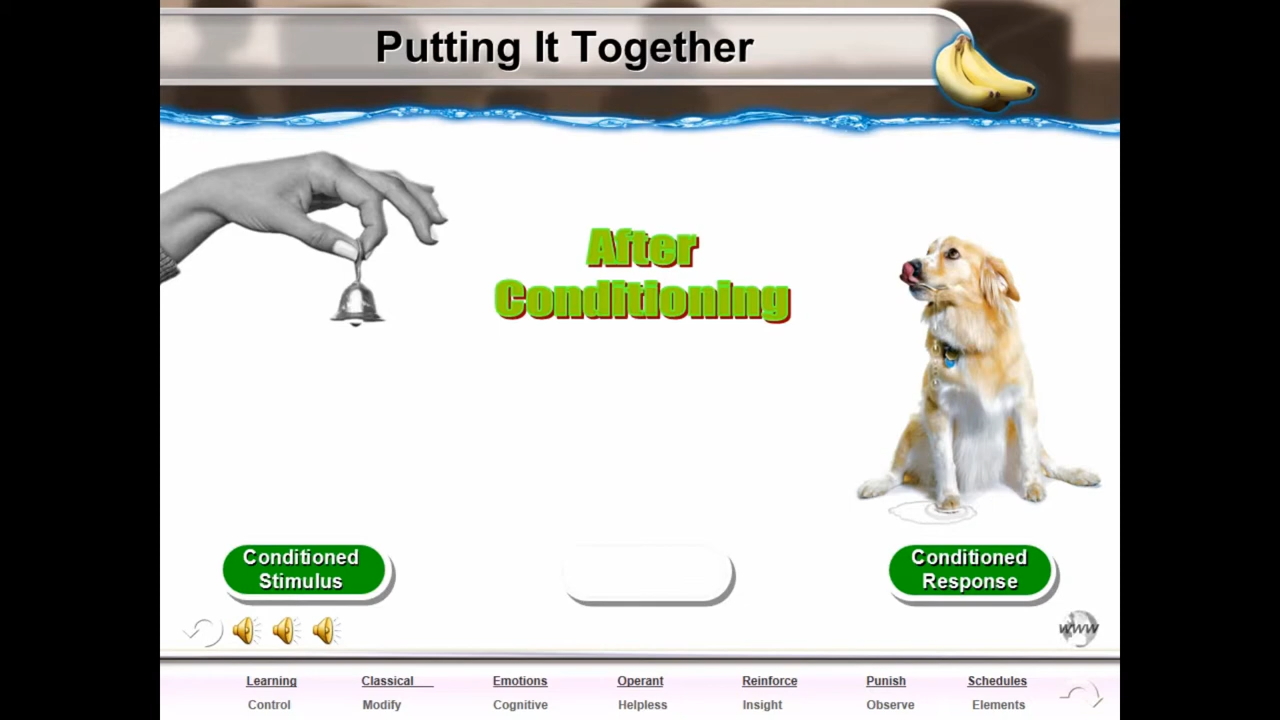 Putting It Together
After
Conditioning
Conditioned
Stimulus
Conditioned
Response
www
Learning Classical Emotions Operant Reinforce Punish Schedules
Control Modify Cognitive Helpless Insight Observe Elements